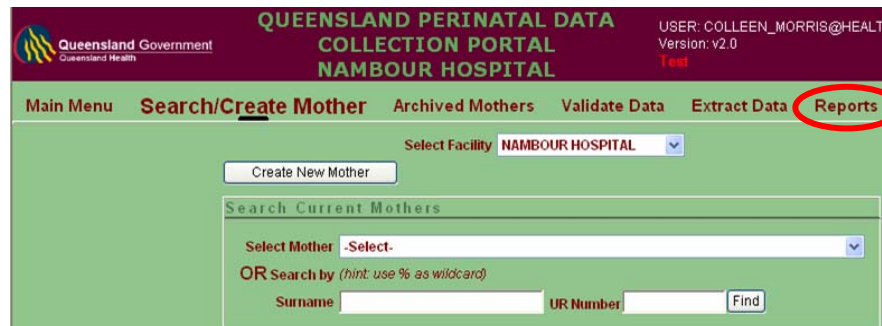 Queensland Government
Queensland Health
QUEENSLAND PERINATAL DATA
COLLECTION PORTAL
NAMBOUR HOSPITAL
USER: COLLEEN_MORRIS@HEALT
Version: v2.0
Test
Main Menu Search/Create Mother Archived Mothers Validate Data Extract Data Reports
Select Facility NAMBOUR HOSPITAL
Create New Mother
Search Current Mothers
Select Mother -Select-
OR Search by (hint: use % as wildcard)
Surname UR Number Find